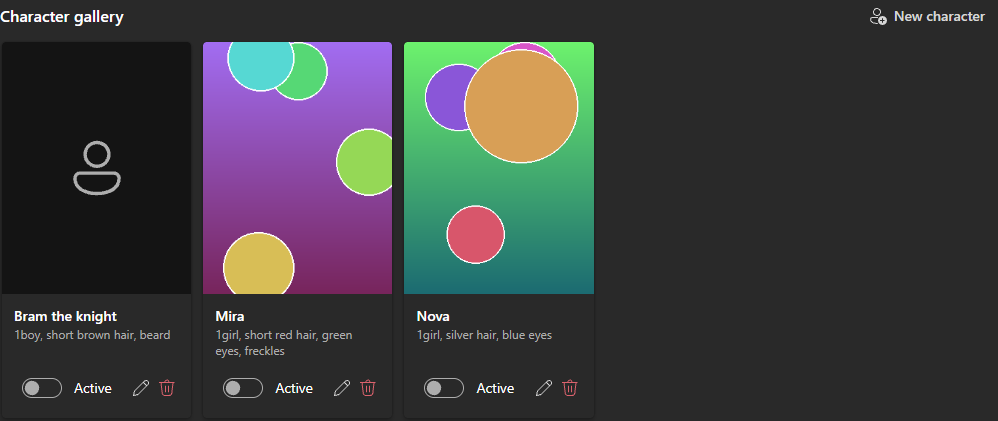 Character gallery
New character
Bram the knight
1boy, short brown hair, beard
Active
Mira
1girl, short red hair, green
eyes, freckles
Active
Nova
1girl, silver hair, blue eyes
Active